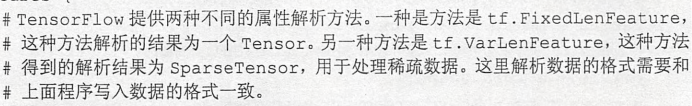 # TensorFlow 提供两种不同的属性解析方法。一种是方法是 tf.FixedLenFeature,
# 这种方法解析的结果为一个 Tensor。另一种方法是 tf.VarLenFeature，这种方法
# 得到的解析结果为 SparseTensor，用于处理稀疏数据。这里解析数据的格式需要和
# 上面程序写入数据的格式一致。